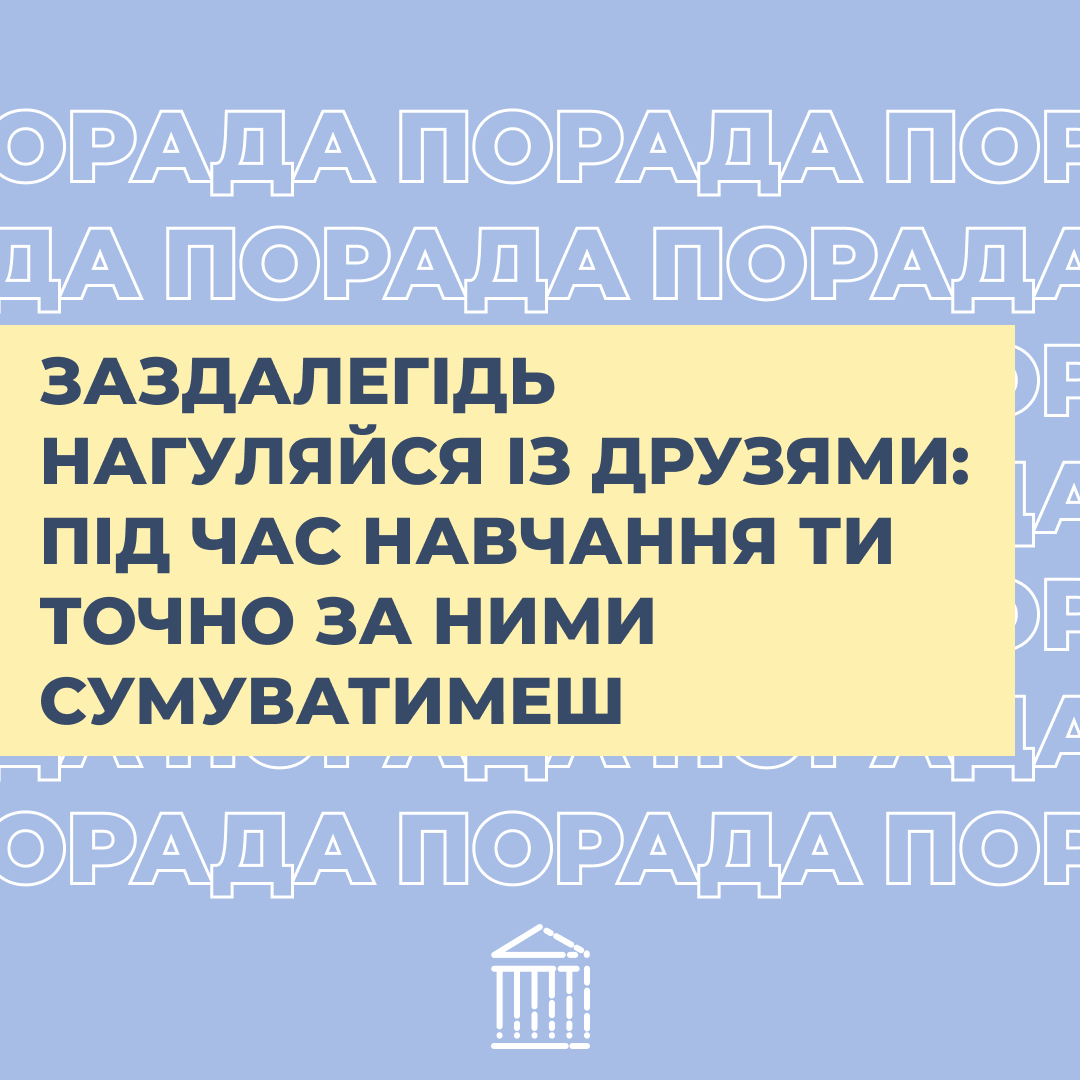 ОРАДА ПОРАДА ПОР
ДА ПОРАДА ПОРАДА
ЗАЗДАЛЕГІДЬ
НАГУЛЯЙСЯ ІЗ ДРУЗЯМИ:
ПІД ЧАС НАВЧАННЯ ТИ
ТОЧНО ЗА НИМИ
СУМУВАТИМЕШ
ОРАДА ПОРАДА ПОР